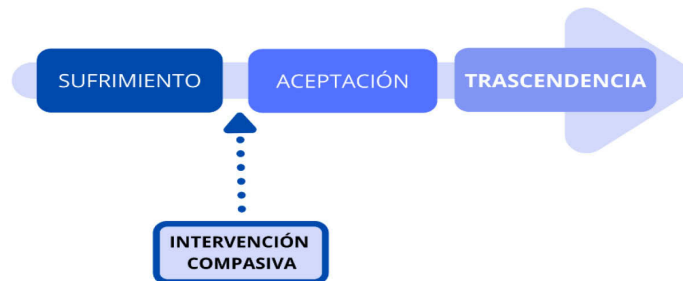 SUFRIMIENTO
ACEPTACIÓN
TRASCENDENCIA
INTERVENCIÓN
COMPASIVA